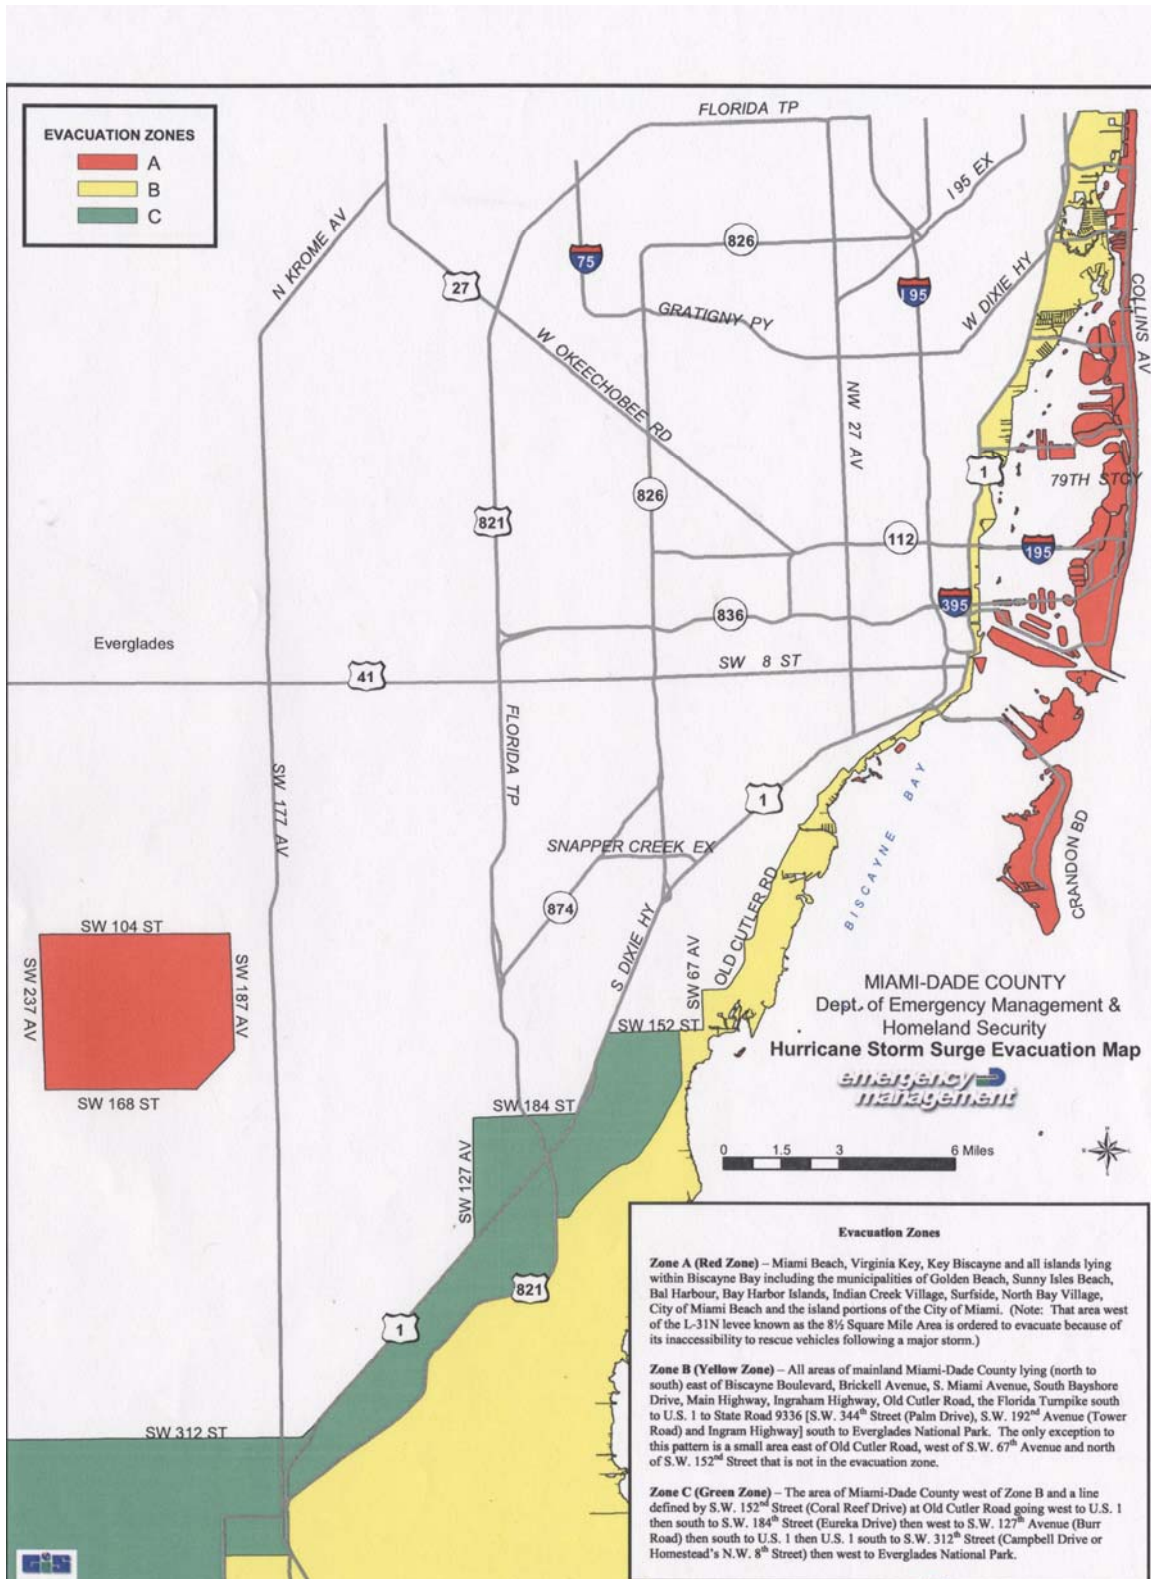 EVACUATION ZONES
A
B
C
FLORIDA TP
I 95 EX
N KROME AV
826
75
27
I 95
W DIXIE HY
COLLINS AV
GRATIGNY PY
W OKEECHOBEE RD
NW 27 AV
1
79TH STCY
826
821
112
195
395
836
Everglades
SW 8 ST
41
FLORIDA TP
SW 177 AV
1
BISCAYNE BAY
SNAPPER CREEK EX
CRANDON BD
OLD CUTLER RD
874
SW 104 ST
S DIXIE HY
SW 67 AV
SW 237 AV
SW 187 AV
MIAMI-DADE COUNTY
Dept. of Emergency Management &
Homeland Security
Hurricane Storm Surge Evacuation Map
SW 152 ST
emergency
management
SW 168 ST
SW 184 ST
SW 127 AV
0 1.5 3 6 Miles
821
1
SW 312 ST
Evacuation Zones
Zone A (Red Zone) – Miami Beach, Virginia Key, Key Biscayne and all islands lying
within Biscayne Bay including the municipalities of Golden Beach, Sunny Isles Beach,
Bal Harbour, Bay Harbor Islands, Indian Creek Village, Surfside, North Bay Village,
City of Miami Beach and the island portions of the City of Miami. (Note: That area west
of the L-31N levee known as the 8½ Square Mile Area is ordered to evacuate because of
its inaccessibility to rescue vehicles following a major storm.)
Zone B (Yellow Zone) – All areas of mainland Miami-Dade County lying (north to
south) east of Biscayne Boulevard, Brickell Avenue, S. Miami Avenue, South Bayshore
Drive, Main Highway, Ingraham Highway, Old Cutler Road, the Florida Turnpike south
to U.S. 1 to State Road 9336 [S.W. 344th Street (Palm Drive), S.W. 192nd Avenue (Tower
Road) and Ingram Highway] south to Everglades National Park. The only exception to
this pattern is a small area east of Old Cutler Road, west of S.W. 67th Avenue and north
of S.W. 152nd Street that is not in the evacuation zone.
Zone C (Green Zone) – The area of Miami-Dade County west of Zone B and a line
defined by S.W. 152nd Street (Coral Reef Drive) at Old Cutler Road going west to U.S. 1
then south to S.W. 184th Street (Eureka Drive) then west to S.W. 127th Avenue (Burr
Road) then south to U.S. 1 then U.S. 1 south to S.W. 312th Street (Campbell Drive or
Homestead's N.W. 8th Street) then west to Everglades National Park.